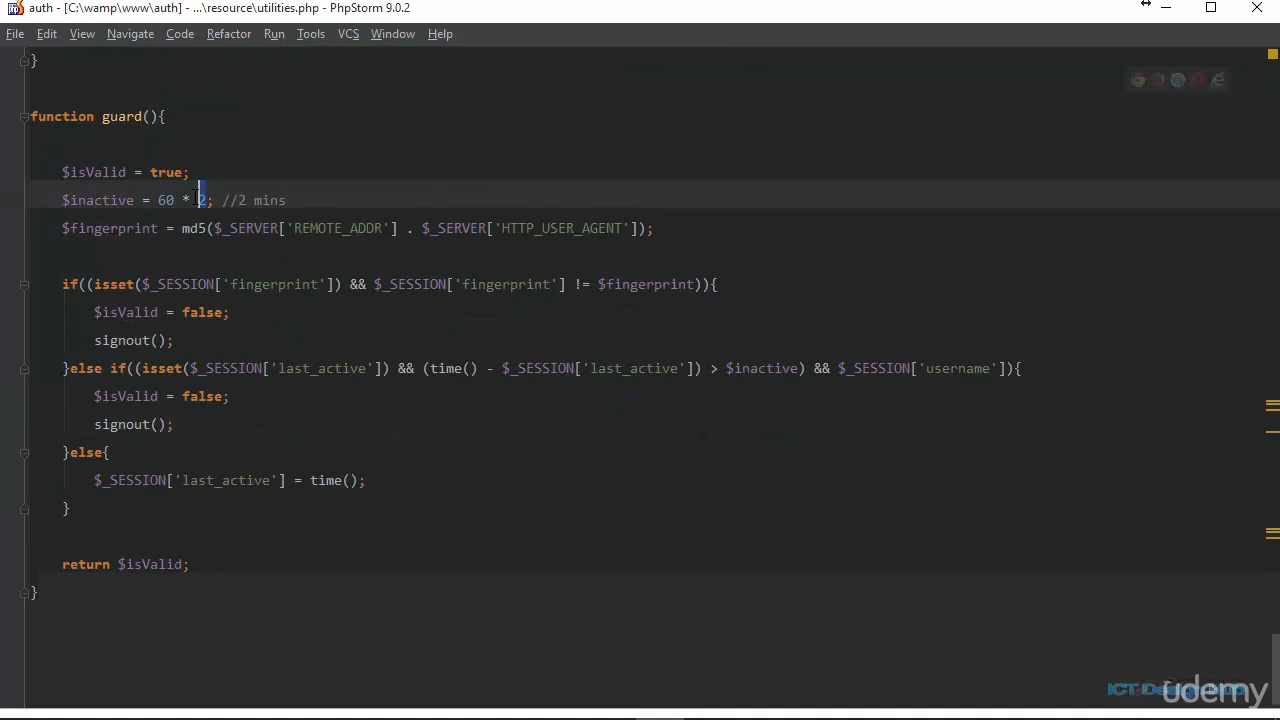 auth - [C:\wamp\www\auth] - ...\resource\utilities.php - PhpStorm 9.0.2
File Edit View Navigate Code Refactor Run Tools VCS Window Help
}
function guard(){
$isValid = true;
$inactive = 60 * 2; //2 mins
$fingerprint = md5($_SERVER['REMOTE_ADDR'] . $_SERVER['HTTP_USER_AGENT']);
if((isset($_SESSION['fingerprint']) && $_SESSION['fingerprint'] != $fingerprint)){
$isValid = false;
signout();
}else if((isset($_SESSION['last_active']) && (time() - $_SESSION['last_active']) > $inactive) && $_SESSION['username']){
$isValid = false;
signout();
}else{
$_SESSION['last_active'] = time();
}
return $isValid;
}
ICT Design Hub
udemy